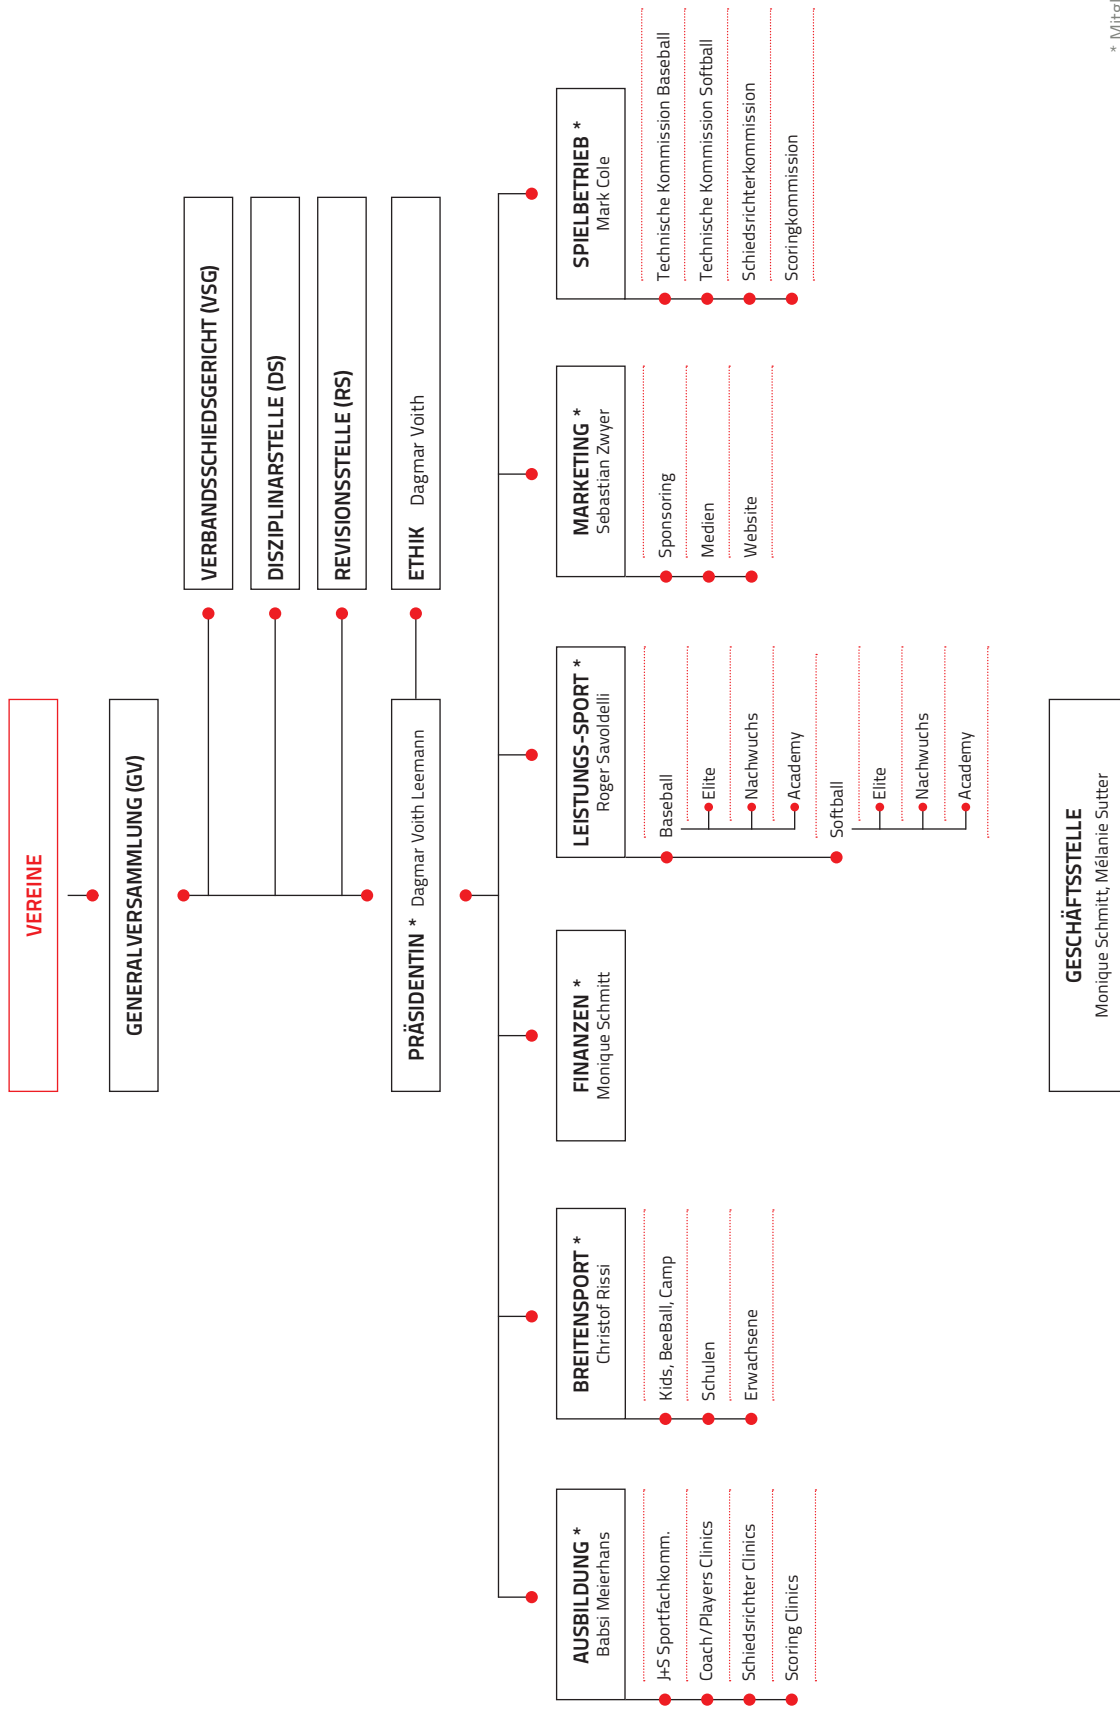 VEREINE
GENERALVERSAMMLUNG (GV)
VERBANDSSCHIEDSGERICHT (VSG)
DISZIPLINARSTELLE (DS)
REVISIONSSTELLE (RS)
PRÄSIDENTIN * Dagmar Voith Leemann
ETHIK Dagmar Voith
AUSBILDUNG *
Babsi Meierhans
J+S Sportfachkomm.
Coach/Players Clinics
Schiedsrichter Clinics
Scoring Clinics
BREITENSPORT *
Christof Rissi
Kids, BeeBall, Camp
Schulen
Erwachsene
FINANZEN *
Monique Schmitt
LEISTUNGS-SPORT *
Roger Savoldelli
Baseball
Elite
Nachwuchs
Academy
Softball
Elite
Nachwuchs
Academy
MARKETING *
Sebastian Zwyer
Sponsoring
Medien
Website
SPIELBETRIEB *
Mark Cole
Technische Kommission Baseball
Technische Kommission Softball
Schiedsrichterkommission
Scoringkommission
GESCHÄFTSSTELLE
Monique Schmitt, Mélanie Sutter